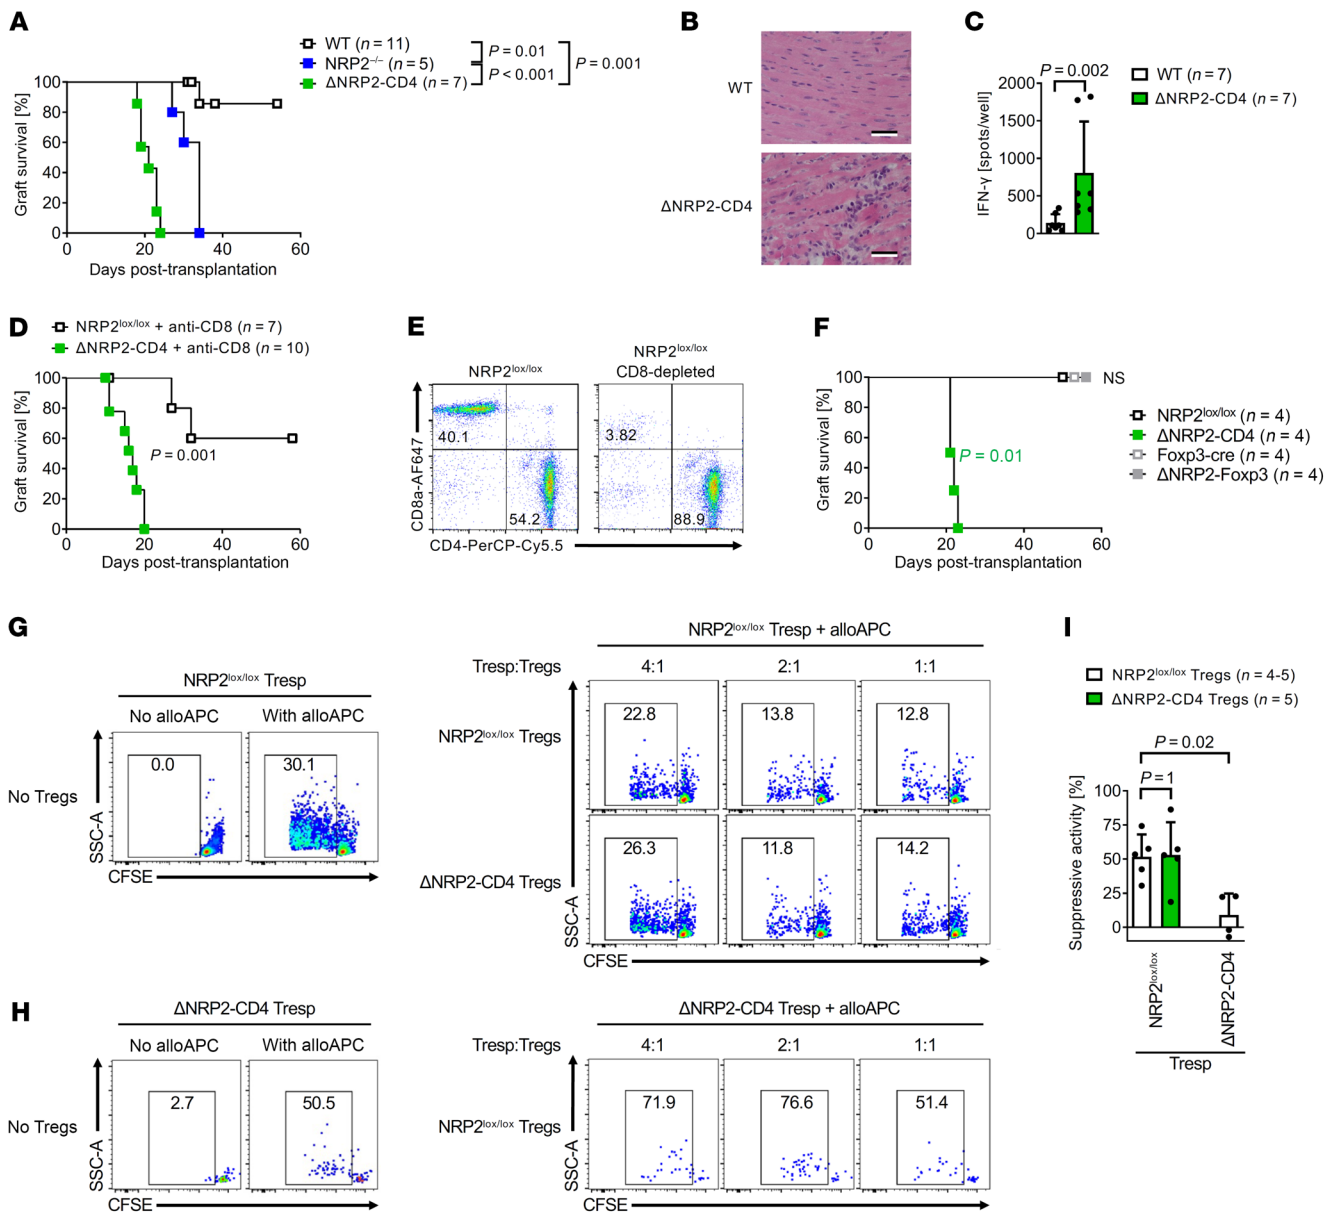 A
WT (n = 11)
NRP2−/− (n = 5)
ΔNRP2-CD4 (n = 7)
P = 0.01
P < 0.001
P = 0.001
Graft survival [%]
100
80
60
40
20
0
0 20 40 60
Days post-transplantation
B
WT
ΔNRP2-CD4
C
WT (n = 7)
ΔNRP2-CD4 (n = 7)
P = 0.002
IFN-γ [spots/well]
2000
1500
1000
500
0
D
NRP2lox/lox + anti-CD8 (n = 7)
ΔNRP2-CD4 + anti-CD8 (n = 10)
Graft survival [%]
100
80
60
40
20
0
P = 0.001
0 20 40 60
Days post-transplantation
E
NRP2lox/lox
NRP2lox/lox
CD8-depleted
CD8a-AF647
40.1
54.2
3.82
88.9
CD4-PerCP-Cy5.5
F
Graft survival [%]
100
80
60
40
20
0
NS
P = 0.01
0 20 40 60
Days post-transplantation
NRP2lox/lox (n = 4)
ΔNRP2-CD4 (n = 4)
Foxp3-cre (n = 4)
ΔNRP2-Foxp3 (n = 4)
G
NRP2lox/lox Tresp
No alloAPC With alloAPC
No Tregs
SSC-A
0.0 30.1
CFSE
NRP2lox/lox Tresp + alloAPC
Tresp:Tregs 4:1 2:1 1:1
NRP2lox/lox Tregs
22.8 13.8 12.8
ΔNRP2-CD4 Tregs
26.3 11.8 14.2
SSC-A
CFSE
H
ΔNRP2-CD4 Tresp
No alloAPC With alloAPC
No Tregs
SSC-A
2.7 50.5
CFSE
ΔNRP2-CD4 Tresp + alloAPC
Tresp:Tregs 4:1 2:1 1:1
NRP2lox/lox Tregs
SSC-A
71.9 76.6 51.4
CFSE
I
NRP2lox/lox Tregs (n = 4-5)
ΔNRP2-CD4 Tregs (n = 5)
P = 0.02
P = 1
Suppressive activity [%]
100
75
50
25
0
NRP2lox/lox
ΔNRP2-CD4
Tresp